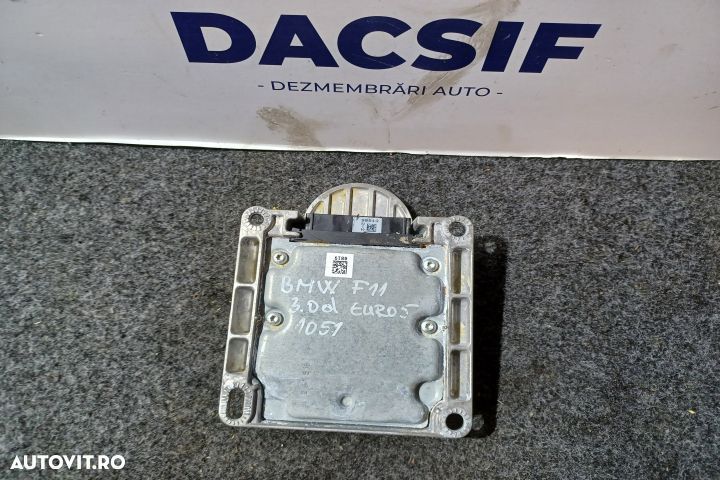 DACSIF
- DEZMEMBRĂRI AUTO -
BMW F11
3.0d EURO5
1051
AUTOVIT.RO